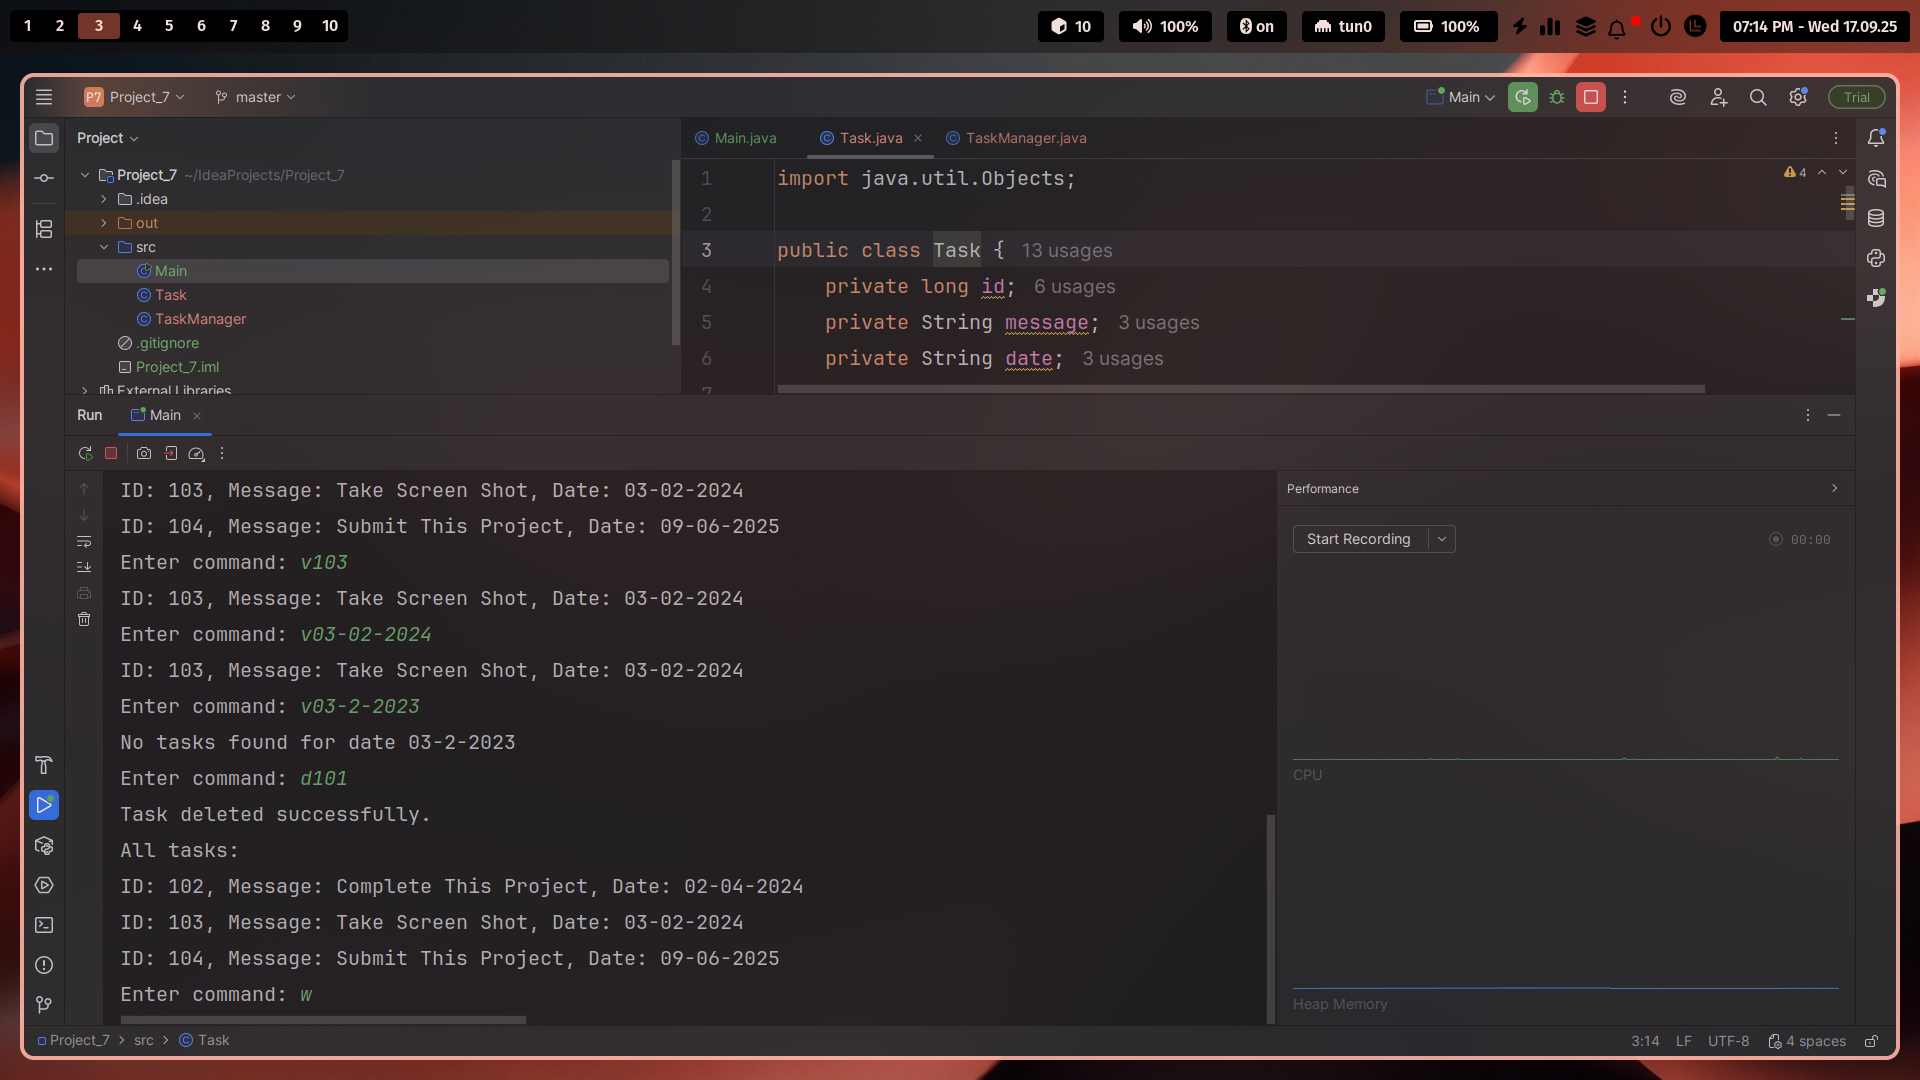 1 2 3 4 5 6 7 8 9 10
10 100% on tun0 100% 07:14 PM - Wed 17.09.25
P7 Project_7 master Main Trial
Project
Project_7 ~/IdeaProjects/Project_7
.idea
out
src
Main
Task
TaskManager
.gitignore
Project_7.iml
External Libraries
Main.java Task.java TaskManager.java
4
1 import java.util.Objects;
2
3 public class Task { 13 usages
4 private long id; 6 usages
5 private String message; 3 usages
6 private String date; 3 usages
7
Run Main
ID: 103, Message: Take Screen Shot, Date: 03-02-2024
ID: 104, Message: Submit This Project, Date: 09-06-2025
Enter command: v103
ID: 103, Message: Take Screen Shot, Date: 03-02-2024
Enter command: v03-02-2024
ID: 103, Message: Take Screen Shot, Date: 03-02-2024
Enter command: v03-2-2023
No tasks found for date 03-2-2023
Enter command: d101
Task deleted successfully.
All tasks:
ID: 102, Message: Complete This Project, Date: 02-04-2024
ID: 103, Message: Take Screen Shot, Date: 03-02-2024
ID: 104, Message: Submit This Project, Date: 09-06-2025
Enter command: w
Performance
Start Recording 00:00
CPU
Heap Memory
Project_7 src Task 3:14 LF UTF-8 4 spaces